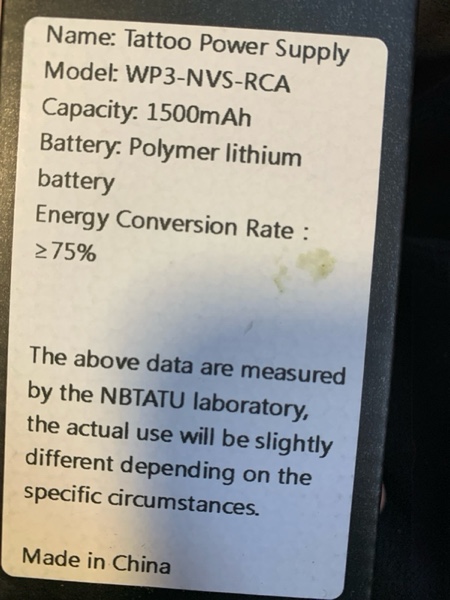 Name: Tattoo Power Supply
Model: WP3-NVS-RCA
Capacity: 1500mAh
Battery: Polymer lithium
battery
Energy Conversion Rate :
≥75%
The above data are measured
by the NBTATU laboratory,
the actual use will be slightly
different depending on the
specific circumstances.
Made in China